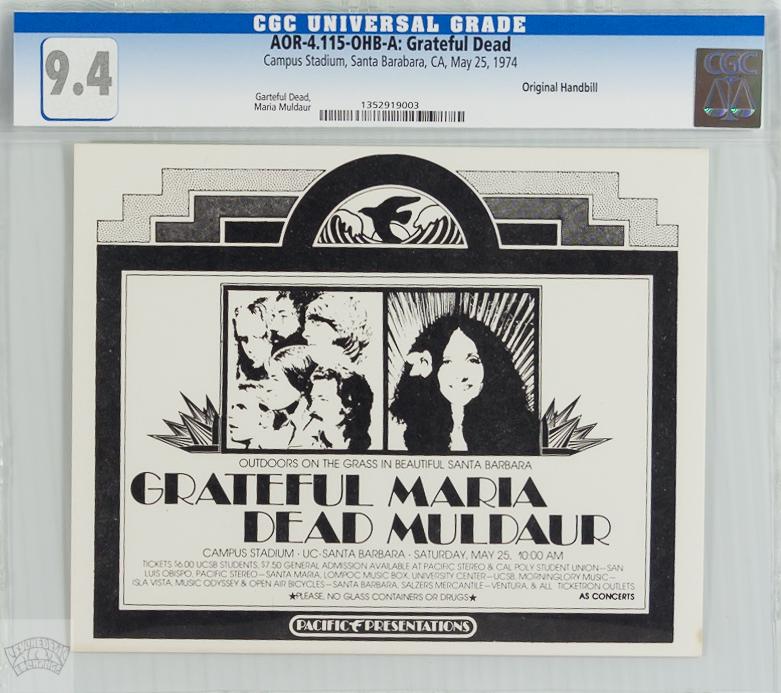 CGC UNIVERSAL GRADE
9.4
AOR-4.115-OHB-A: Grateful Dead
Campus Stadium, Santa Barabara, CA, May 25, 1974
Original Handbill
Garteful Dead,
Maria Muldaur
1352919003
CGC
OUTDOORS ON THE GRASS IN BEAUTIFUL SANTA BARBARA
GRATEFUL MARIA
DEAD MULDAUR
CAMPUS STADIUM · UC-SANTA BARBARA · SATURDAY, MAY 25, 10:00 AM
TICKETS $6.00 UCSB STUDENTS, $7.50 GENERAL ADMISSION AVAILABLE AT PACIFIC STEREO & CAL POLY STUDENT UNION—SAN
LUIS OBISPO, PACIFIC STEREO—SANTA MARIA, LOMPOC MUSIC BOX, UNIVERSITY CENTER—UCSB, MORNINGLORY MUSIC—
ISLA VISTA, MUSIC ODYSSEY & OPEN AIR BICYCLES—SANTA BARBARA, SALZERS MERCANTILE—VENTURA, & ALL TICKETRON OUTLETS
★PLEASE, NO GLASS CONTAINERS OR DRUGS★
AS CONCERTS
PACIFIC PRESENTATIONS